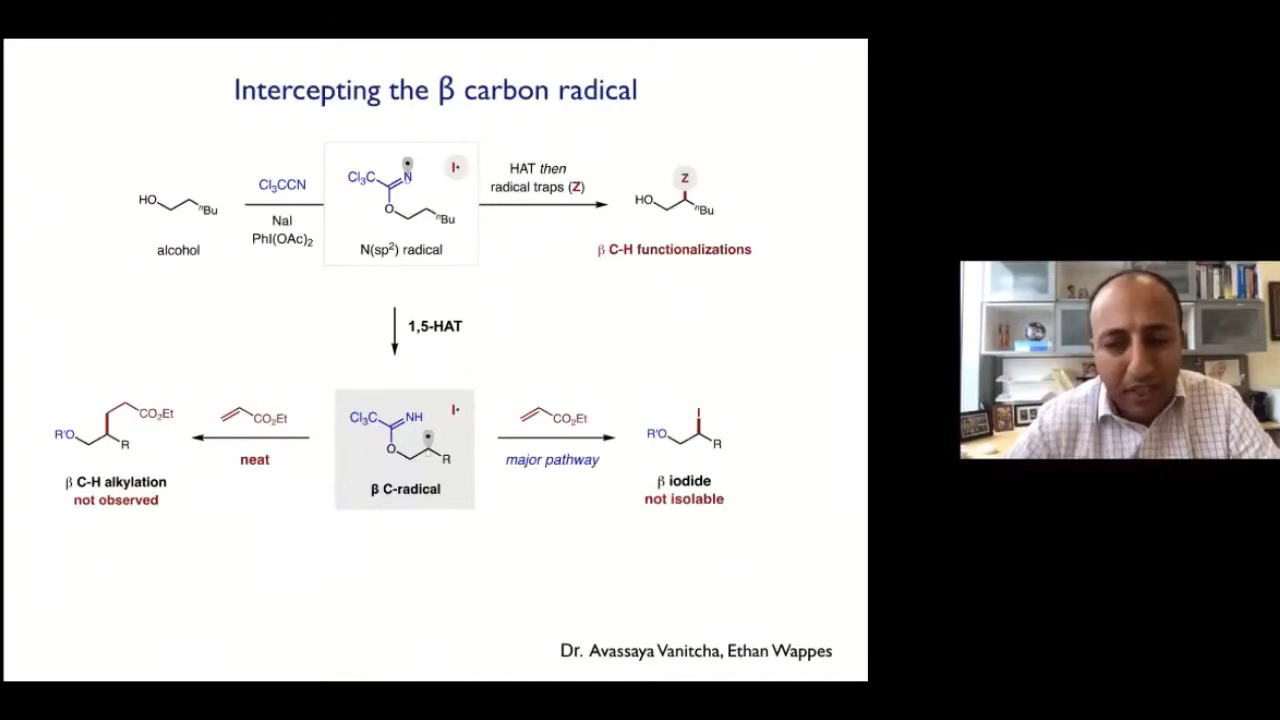 Intercepting the β carbon radical
HO
nBu
alcohol
Cl3CCN
NaI
PhI(OAc)2
Cl3C
N
•
I•
O
nBu
N(sp2) radical
HAT then
radical traps (Z)
Z
HO
nBu
β C-H functionalizations
1,5-HAT
CO2Et
R'O
R
β C-H alkylation
not observed
CO2Et
neat
Cl3C
NH
•
I•
O
R
β C-radical
CO2Et
major pathway
I
R'O
R
β iodide
not isolable
Dr. Avassaya Vanitcha, Ethan Wappes